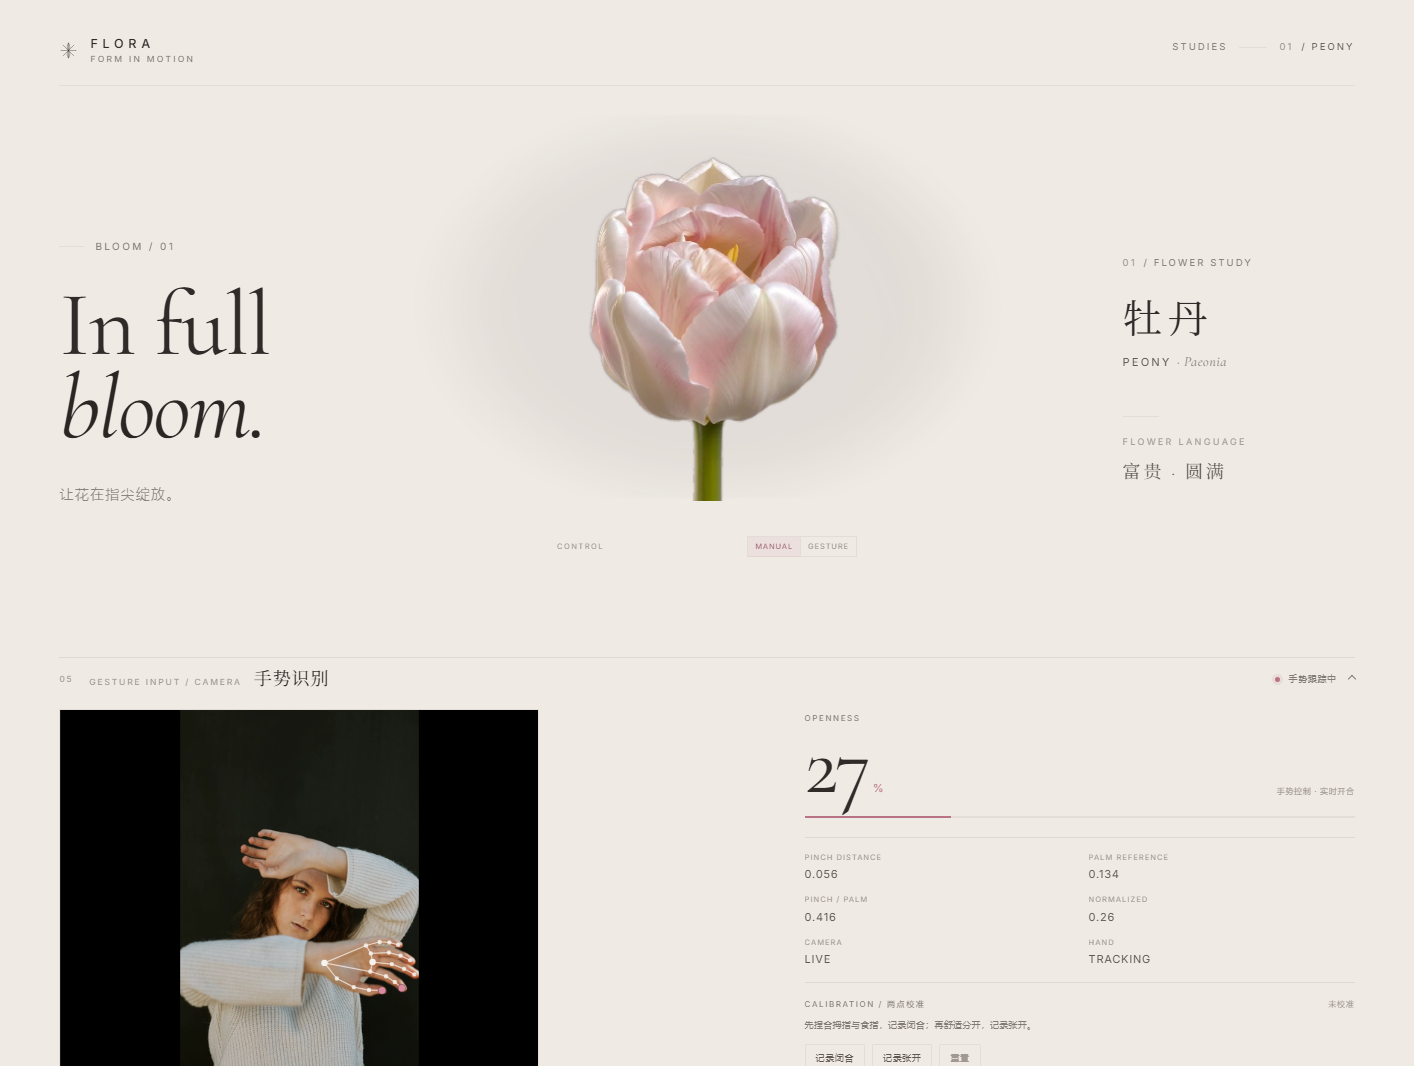 FLORA
FORM IN MOTION
STUDIES 01 / PEONY
BLOOM / 01
In full
bloom.
让花在指尖绽放。
01 / FLOWER STUDY
牡丹
PEONY · Paeonia
FLOWER LANGUAGE
富贵 · 圆满
CONTROL
MANUAL GESTURE
05 GESTURE INPUT / CAMERA 手势识别
手势跟踪中
OPENNESS
27 %
手势控制 · 实时开合
PINCH DISTANCE PALM REFERENCE
0.056 0.134
PINCH / PALM NORMALIZED
0.416 0.26
CAMERA HAND
LIVE TRACKING
CALIBRATION / 两点校准 未校准
先捏合拇指与食指，记录闭合；再舒适分开，记录张开。
记录闭合 记录张开 重置